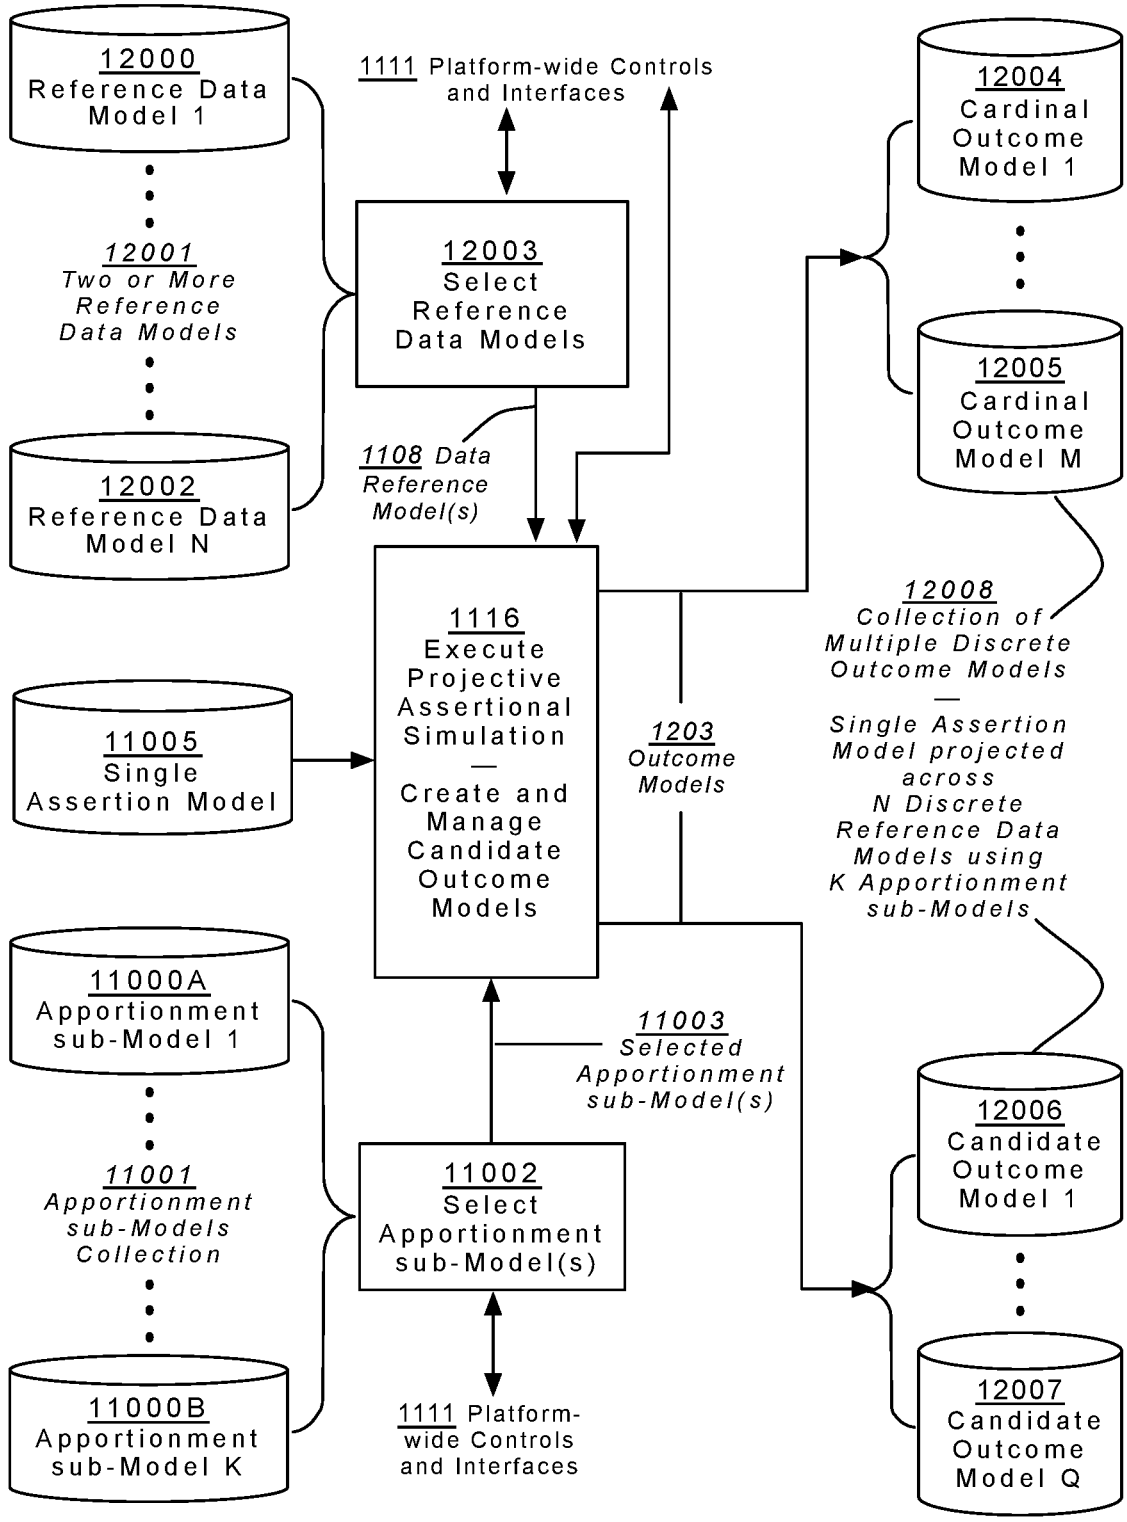 12000
Reference Data
Model 1
12001
Two or More
Reference
Data Models
12002
Reference Data
Model N
1111 Platform-wide Controls
and Interfaces
12003
Select
Reference
Data Models
1108 Data
Reference
Model(s)
11005
Single
Assertion Model
1116
Execute
Projective
Assertional
Simulation
—
Create and
Manage
Candidate
Outcome
Models
1203
Outcome
Models
11000A
Apportionment
sub-Model 1
11001
Apportionment
sub-Models
Collection
11000B
Apportionment
sub-Model K
11003
Selected
Apportionment
sub-Model(s)
11002
Select
Apportionment
sub-Model(s)
1111 Platform-
wide Controls
and Interfaces
12004
Cardinal
Outcome
Model 1
12005
Cardinal
Outcome
Model M
12008
Collection of
Multiple Discrete
Outcome Models
—
Single Assertion
Model projected
across
N Discrete
Reference Data
Models using
K Apportionment
sub-Models
12006
Candidate
Outcome
Model 1
12007
Candidate
Outcome
Model Q